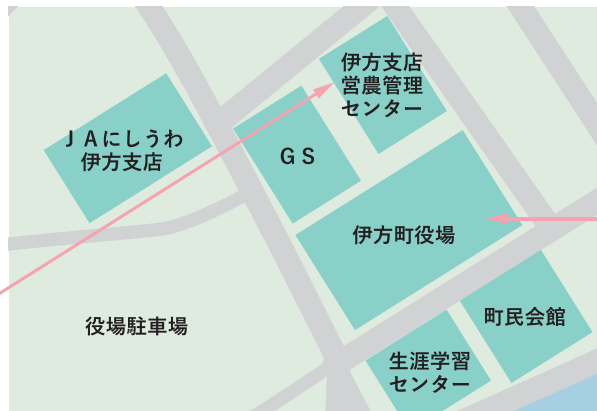 伊方支店
営農管理
センター
ＪＡにしうわ
伊方支店
ＧＳ
伊方町役場
役場駐車場
町民会館
生涯学習
センター